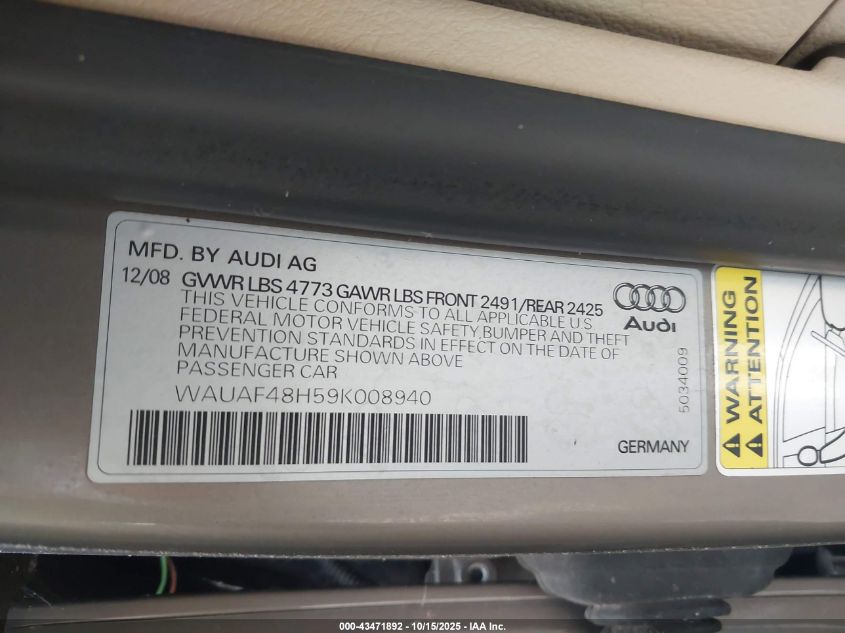 MFD. BY AUDI AG
12/08 GVWR LBS 4773 GAWR LBS FRONT 2491/REAR 2425
THIS VEHICLE CONFORMS TO ALL APPLICABLE U.S
FEDERAL MOTOR VEHICLE SAFETY, BUMPER AND THEFT
PREVENTION STANDARDS IN EFFECT ON THE DATE OF
MANUFACTURE SHOWN ABOVE
PASSENGER CAR
WAUAF48H59K008940
Audi
5034009
GERMANY
WARNING
ATTENTION
000-43471892 - 10/15/2025 - IAA Inc.